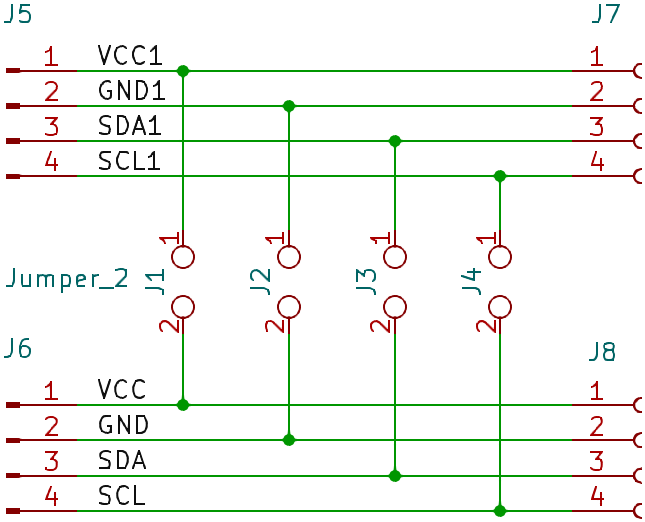 J5 J7
1 VCC1 1
2 GND1 2
3 SDA1 3
4 SCL1 4
1 1 1 1
Jumper_2 J1 J2 J3 J4
2 2 2 2
J6 J8
1 VCC 1
2 GND 2
3 SDA 3
4 SCL 4